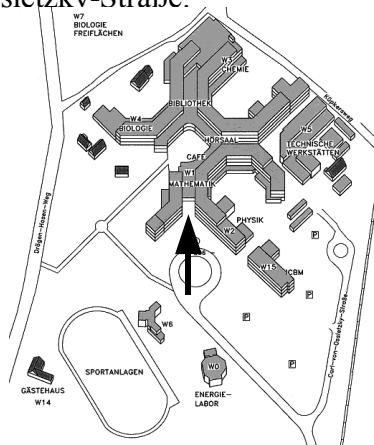 sietzky-Straße.
W7
BIOLOGIE
FREIFLÄCHEN
W3
CHEMIE
Küpkersweg
BIBLIOTHEK
W4
BIOLOGIE
W5
HÖRSAAL
TECHNISCHE
WERKSTÄTTEN
CAFE
W1
MATHEMATIK
Drägen-Hasen-Weg
PHYSIK
W2
P
W15
ICBM
P
Carl-von-Ossietzky-Straße
P
W6
SPORTANLAGEN
W0
P
GÄSTEHAUS
W14
ENERGIE-
LABOR